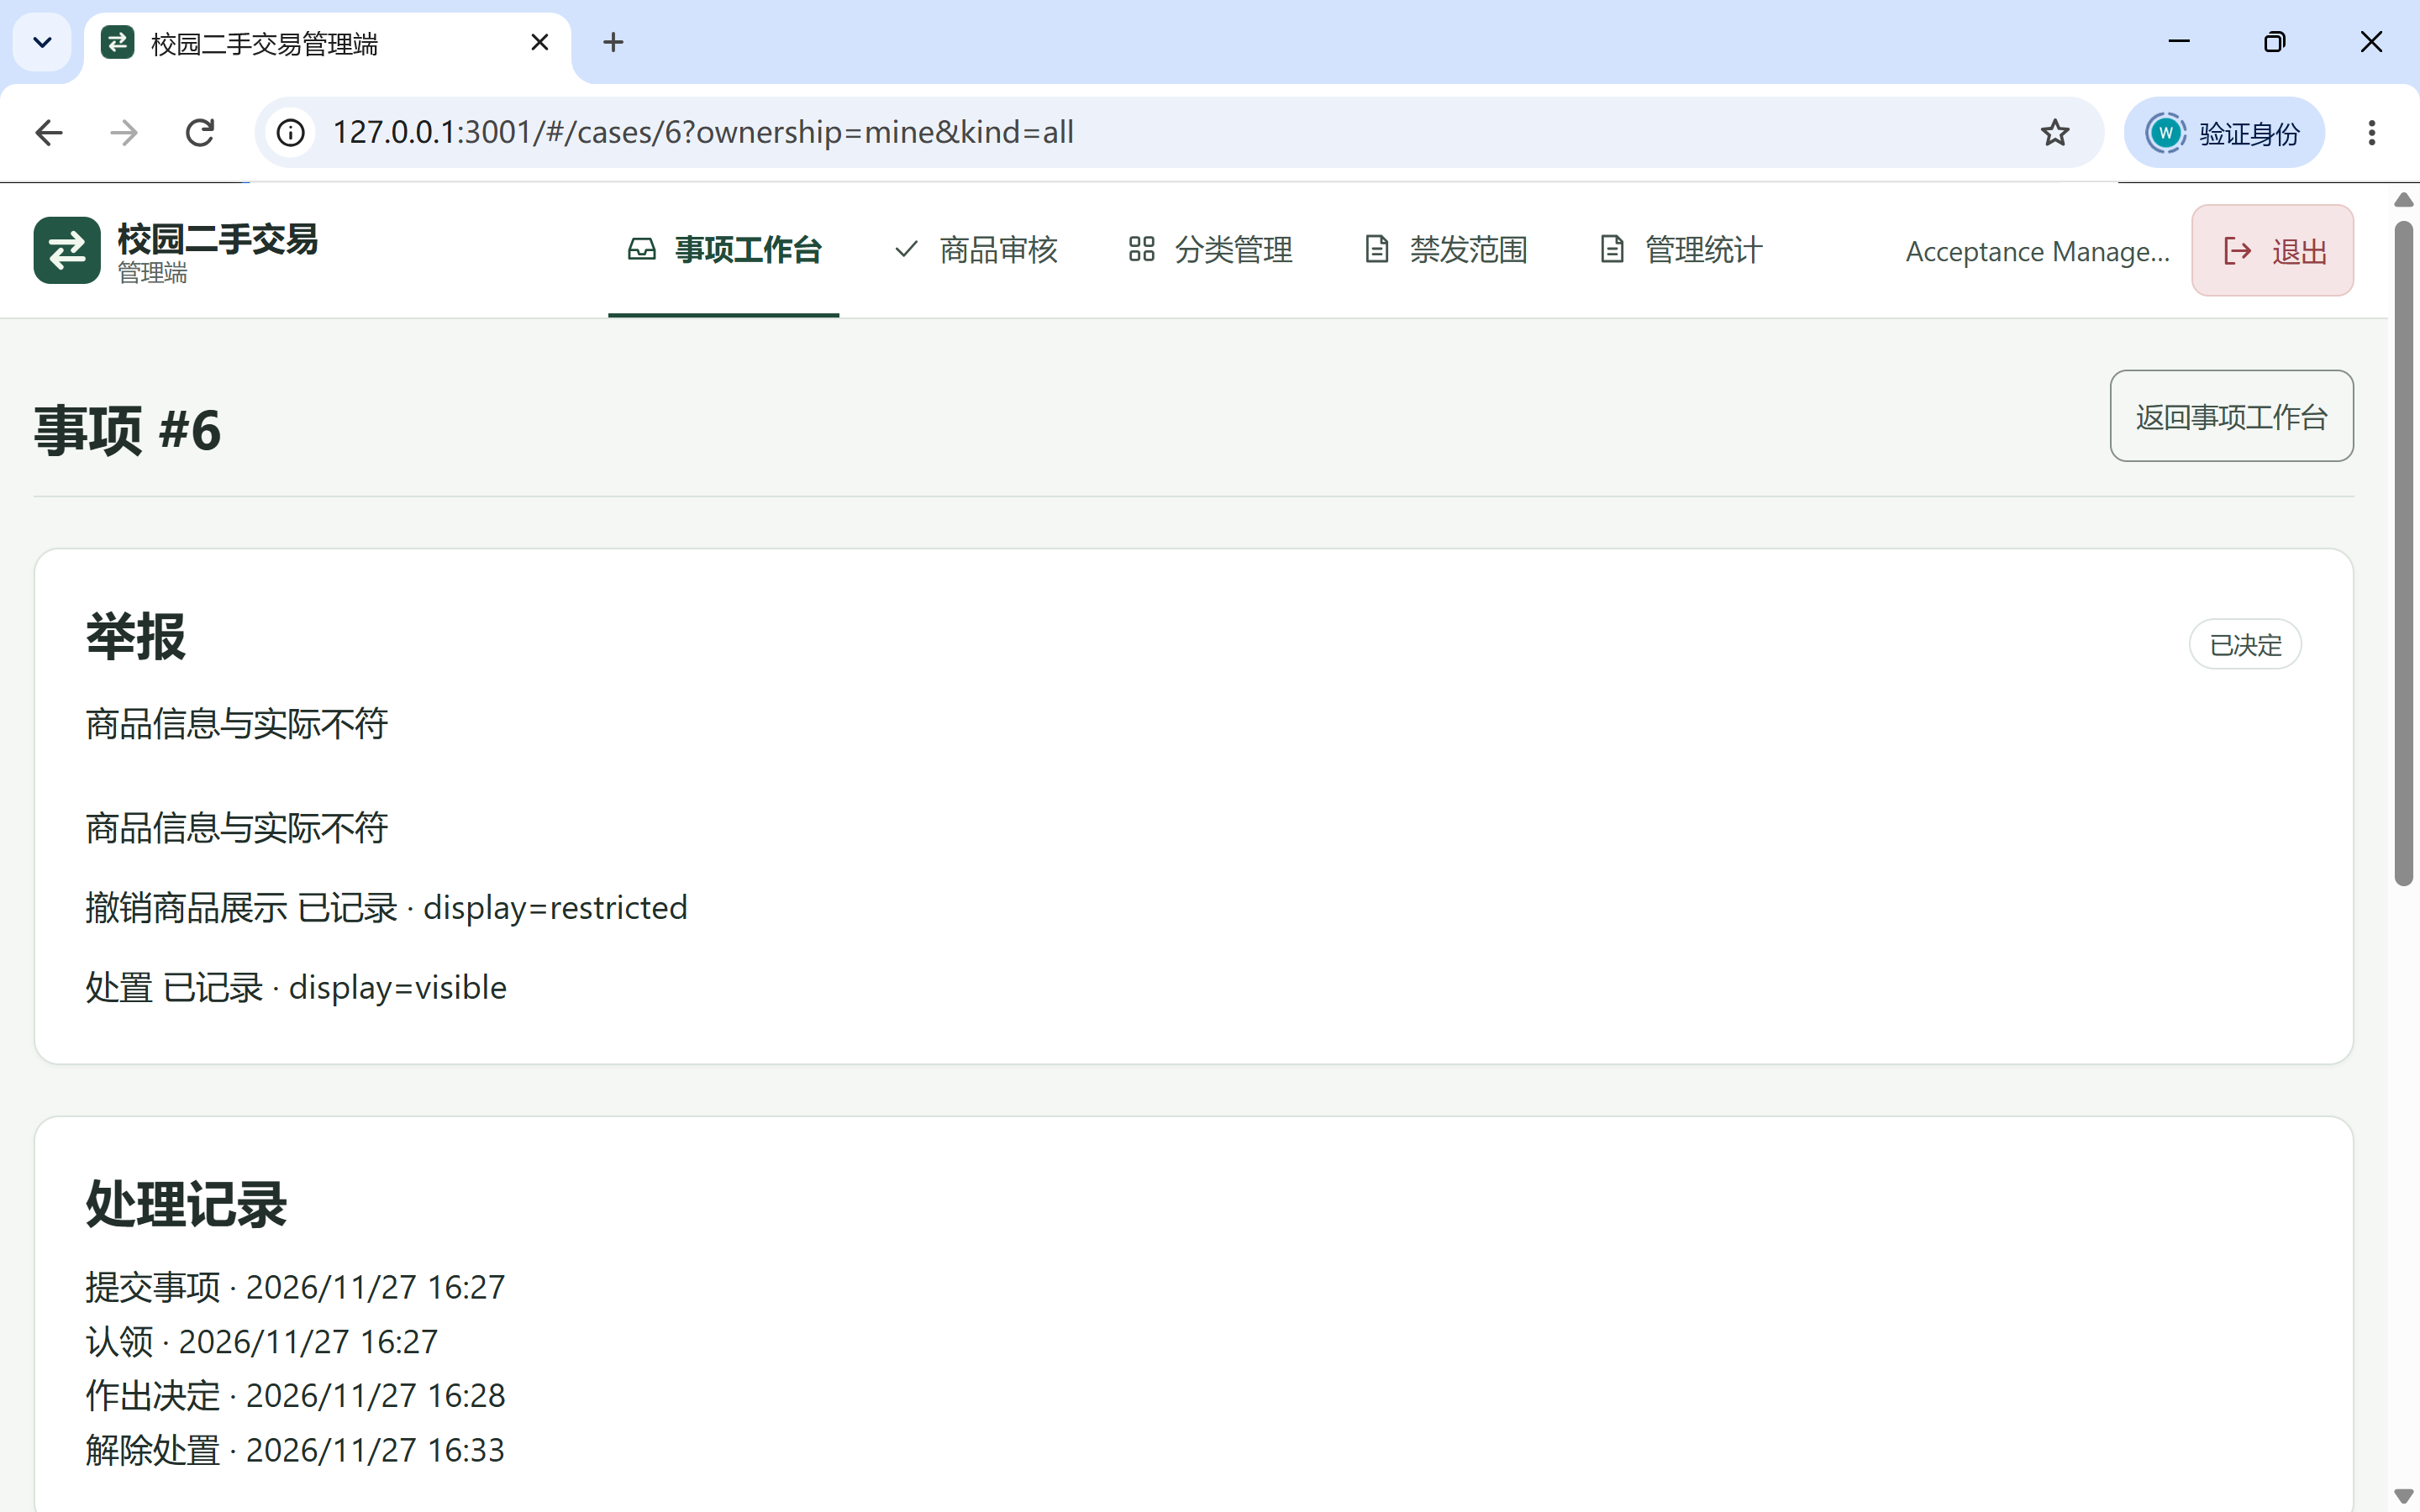 校园二手交易管理端
127.0.0.1:3001/#/cases/6?ownership=mine&kind=all
W 验证身份
校园二手交易
管理端
事项工作台
商品审核
分类管理
禁发范围
管理统计
Acceptance Manage...
退出
事项 #6
返回事项工作台
举报
已决定
商品信息与实际不符
商品信息与实际不符
撤销商品展示 已记录 · display=restricted
处置 已记录 · display=visible
处理记录
提交事项 · 2026/11/27 16:27
认领 · 2026/11/27 16:27
作出决定 · 2026/11/27 16:28
解除处置 · 2026/11/27 16:33